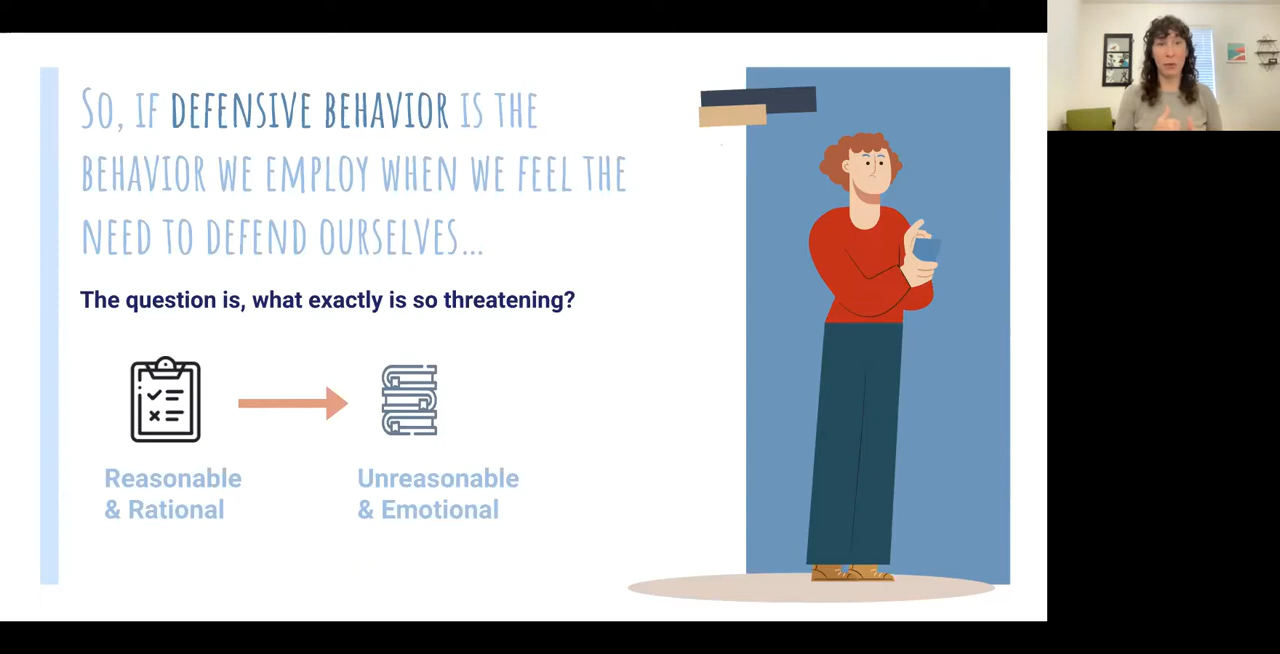 So, if defensive behavior is the
behavior we employ when we feel the
need to defend ourselves...
The question is, what exactly is so threatening?
Reasonable
& Rational
Unreasonable
& Emotional